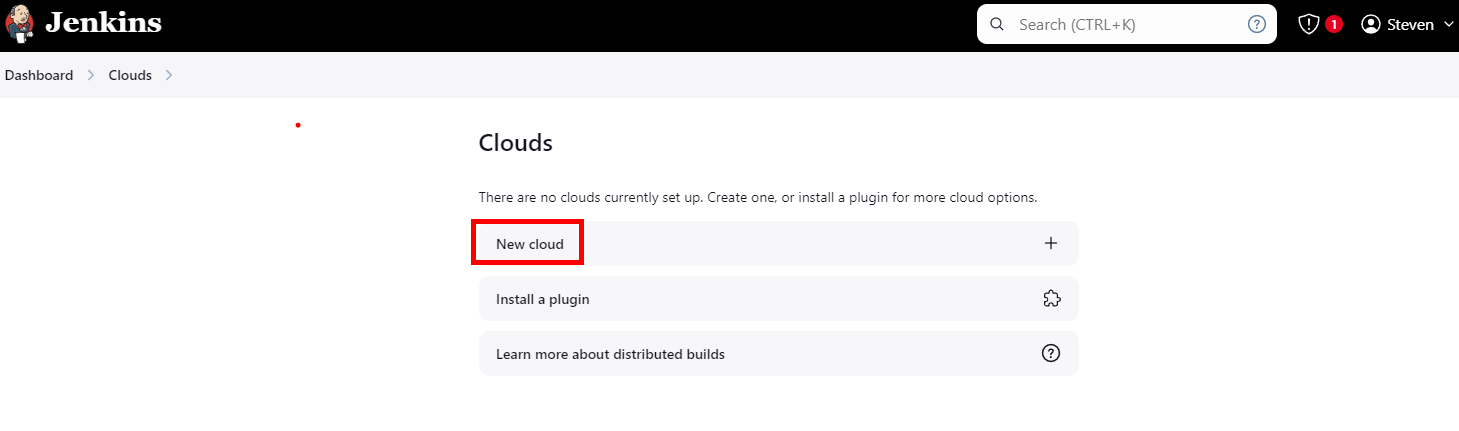 Jenkins
Search (CTRL+K)
?
1
Steven
Dashboard
Clouds
Clouds
There are no clouds currently set up. Create one, or install a plugin for more cloud options.
New cloud
Install a plugin
Learn more about distributed builds
?